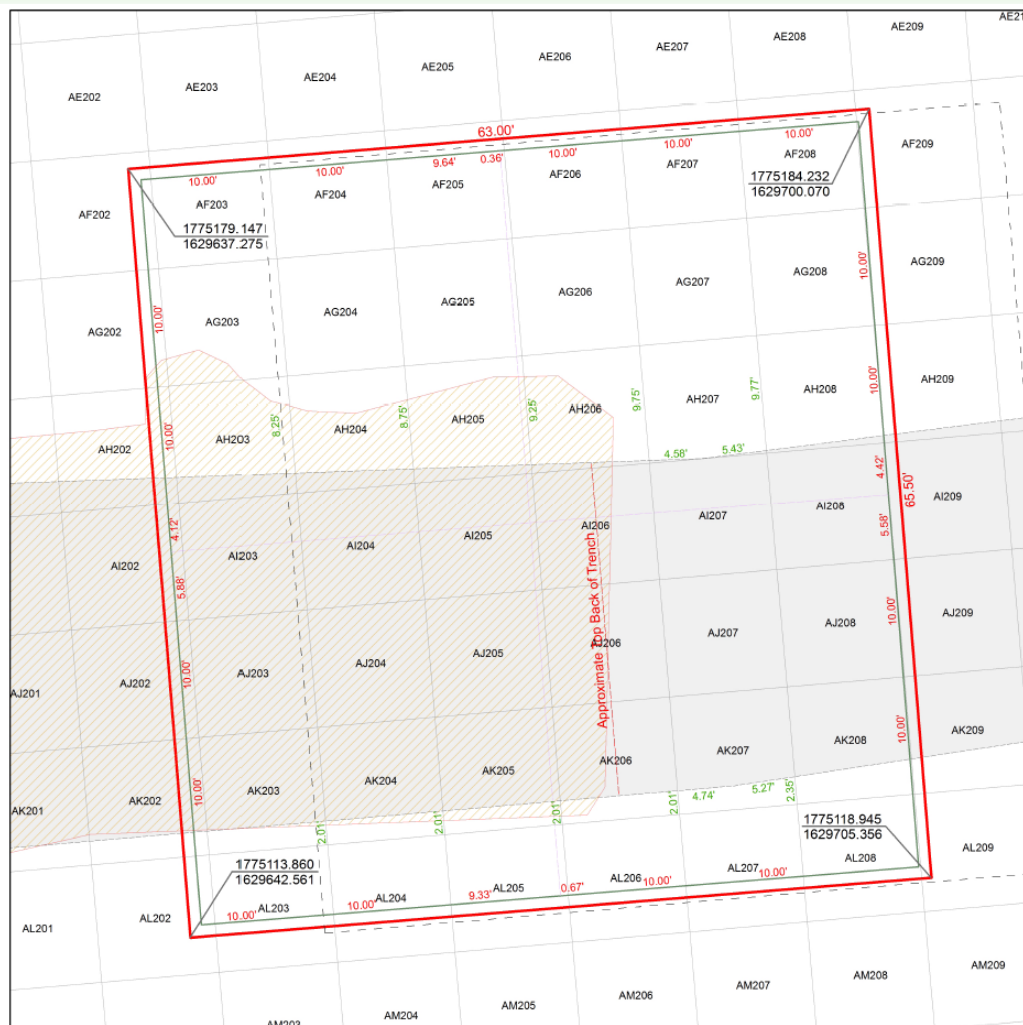 AE202 AE203 AE204 AE205 AE206 AE207 AE208 AE209
63.00'
10.00' 10.00' 9.64' 0.36' 10.00' 10.00' 10.00'
AF202 AF203 AF204 AF205 AF206 AF207 AF208 AF209
1775179.147
1629637.275
1775184.232
1629700.070
AG202 AG203 AG204 AG205 AG206 AG207 AG208 AG209
10.00' 10.00'
8.25' 8.75' 9.25' 9.75' 9.77' 10.00'
AH202 AH203 AH204 AH205 AH206 AH207 AH208 AH209
10.00' 4.58' 5.43' 4.42'
65.50'
4.12' 5.58'
AI202 AI203 AI204 AI205 AI206 AI207 AI208 AI209
5.88' 10.00'
Approximate Top Back of Trench
AJ201 AJ202 AJ203 AJ204 AJ205 AJ206 AJ207 AJ208 AJ209
10.00' 10.00'
AK201 AK202 AK203 AK204 AK205 AK206 AK207 AK208 AK209
10.00'
2.01' 2.01' 2.01' 2.01' 4.74' 5.27' 2.35'
1775113.860
1629642.561
1775118.945
1629705.356
AL201 AL202 AL203 AL204 AL205 AL206 AL207 AL208 AL209
10.00' 10.00' 9.33' 0.67' 10.00' 10.00'
AM203 AM204 AM205 AM206 AM207 AM208 AM209